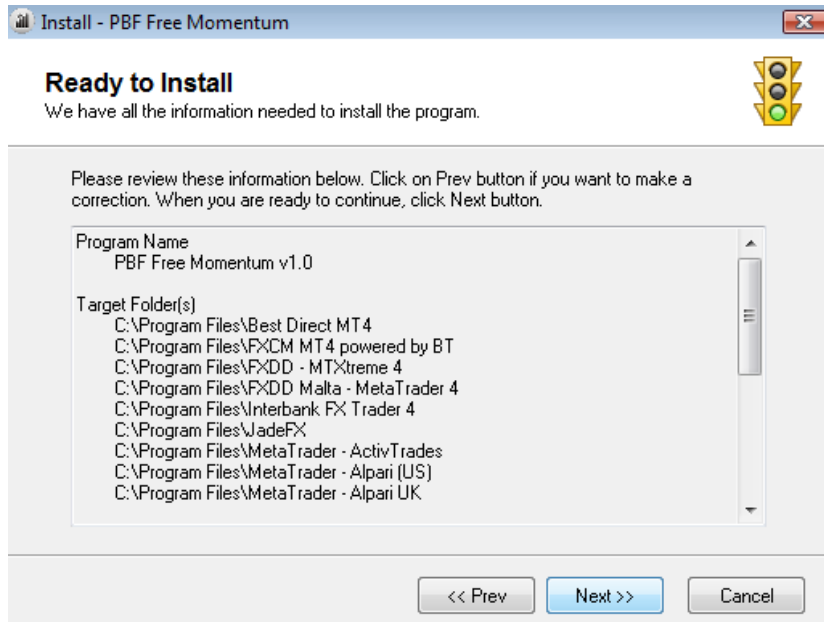 Install - PBF Free Momentum
Ready to Install
We have all the information needed to install the program.
Please review these information below. Click on Prev button if you want to make a
correction. When you are ready to continue, click Next button.
Program Name
PBF Free Momentum v1.0
Target Folder(s)
C:\Program Files\Best Direct MT4
C:\Program Files\FXCM MT4 powered by BT
C:\Program Files\FXDD - MTXtreme 4
C:\Program Files\FXDD Malta - MetaTrader 4
C:\Program Files\Interbank FX Trader 4
C:\Program Files\JadeFX
C:\Program Files\MetaTrader - ActivTrades
C:\Program Files\MetaTrader - Alpari (US)
C:\Program Files\MetaTrader - Alpari UK
<< Prev
Next >>
Cancel